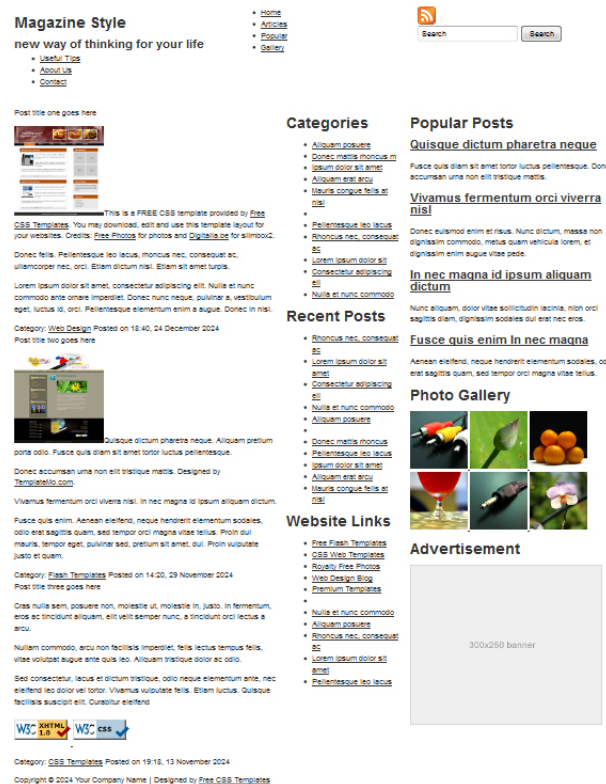 Magazine Style
new way of thinking for your life
Useful Tips
About Us
Contact
Home
Articles
Popular
Gallery
Search
Search
Post title one goes here
This is a FREE CSS template provided by Free
CSS Templates. You may download, edit and use this template layout for
your websites. Credits: Free Photos for photos and Digitalia.be for slimbox2.
Donec felis. Pellentesque leo lacus, rhoncus nec, consequat ac,
ullamcorper nec, orci. Etiam dictum nisl. Etiam sit amet turpis.
Lorem ipsum dolor sit amet, consectetur adipiscing elit. Nulla et nunc
commodo ante ornare imperdiet. Donec nunc neque, pulvinar a, vestibulum
eget, luctus id, orci. Pellentesque elementum enim a augue. Donec in nisl.
Category: Web Design Posted on 18:40, 24 December 2024
Post title two goes here
Quisque dictum pharetra neque. Aliquam pretium
porta odio. Fusce quis diam sit amet tortor luctus pellentesque.
Donec accumsan urna non elit tristique mattis. Designed by
TemplateMo.com.
Vivamus fermentum orci viverra nisl. In nec magna id ipsum aliquam dictum.
Fusce quis enim. Aenean eleifend, neque hendrerit elementum sodales,
odio erat sagittis quam, sed tempor orci magna vitae tellus. Proin dui
mauris, tempor eget, pulvinar sed, pretium sit amet, dui. Proin vulputate
justo et quam.
Category: Flash Templates Posted on 14:20, 29 November 2024
Post title three goes here
Cras nulla sem, posuere non, molestie ut, molestie in, justo. In fermentum,
eros ac tincidunt aliquam, elit velit semper nunc, a tincidunt orci lectus a
arcu.
Nullam commodo, arcu non facilisis imperdiet, felis lectus tempus felis,
vitae volutpat augue ante quis leo. Aliquam tristique dolor ac odio.
Sed consectetur, lacus et dictum tristique, odio neque elementum ante, nec
eleifend leo dolor vel tortor. Vivamus vulputate felis. Etiam luctus. Quisque
facilisis suscipit elit. Curabitur eleifend
W3C XHTML 1.0
W3C CSS
Category: CSS Templates Posted on 19:18, 13 November 2024
Copyright © 2024 Your Company Name | Designed by Free CSS Templates
Categories
Aliquam posuere
Donec mattis rhoncus m
Ipsum dolor sit amet
Aliquam erat arcu
Mauris congue felis at
nisl
Pellentesque leo lacus
Rhoncus nec, consequat
ac
Lorem ipsum dolor sit
Consectetur adipiscing
eli
Nulla et nunc commodo
Recent Posts
Rhoncus nec, consequat
ac
Lorem ipsum dolor sit
amet
Consectetur adipiscing
eli
Nulla et nunc commodo
Aliquam posuere
Donec mattis rhoncus
Pellentesque leo lacus
Ipsum dolor sit amet
Aliquam erat arcu
Mauris congue felis at
nisl
Website Links
Free Flash Templates
CSS Web Templates
Royalty Free Photos
Web Design Blog
Premium Templates
Nulla et nunc commodo
Aliquam posuere
Rhoncus nec, consequat
ac
Lorem ipsum dolor sit
amet
Pellentesque leo lacus
Popular Posts
Quisque dictum pharetra neque
Fusce quis diam sit amet tortor luctus pellentesque. Don
accumsan urna non elit tristique mattis.
Vivamus fermentum orci viverra
nisl
Donec euismod enim et risus. Nunc dictum, massa non
dignissim commodo, metus quam vehicula lorem, et
dignissim enim augue vitae pede.
In nec magna id ipsum aliquam
dictum
Nunc aliquam, dolor vitae sollicitudin lacinia, nibh orci
sagittis diam, dignissim sodales dui erat nec eros.
Fusce quis enim In nec magna
Aenean eleifend, neque hendrerit elementum sodales, oc
erat sagittis quam, sed tempor orci magna vitae tellus.
Photo Gallery
Advertisement
300x250 banner